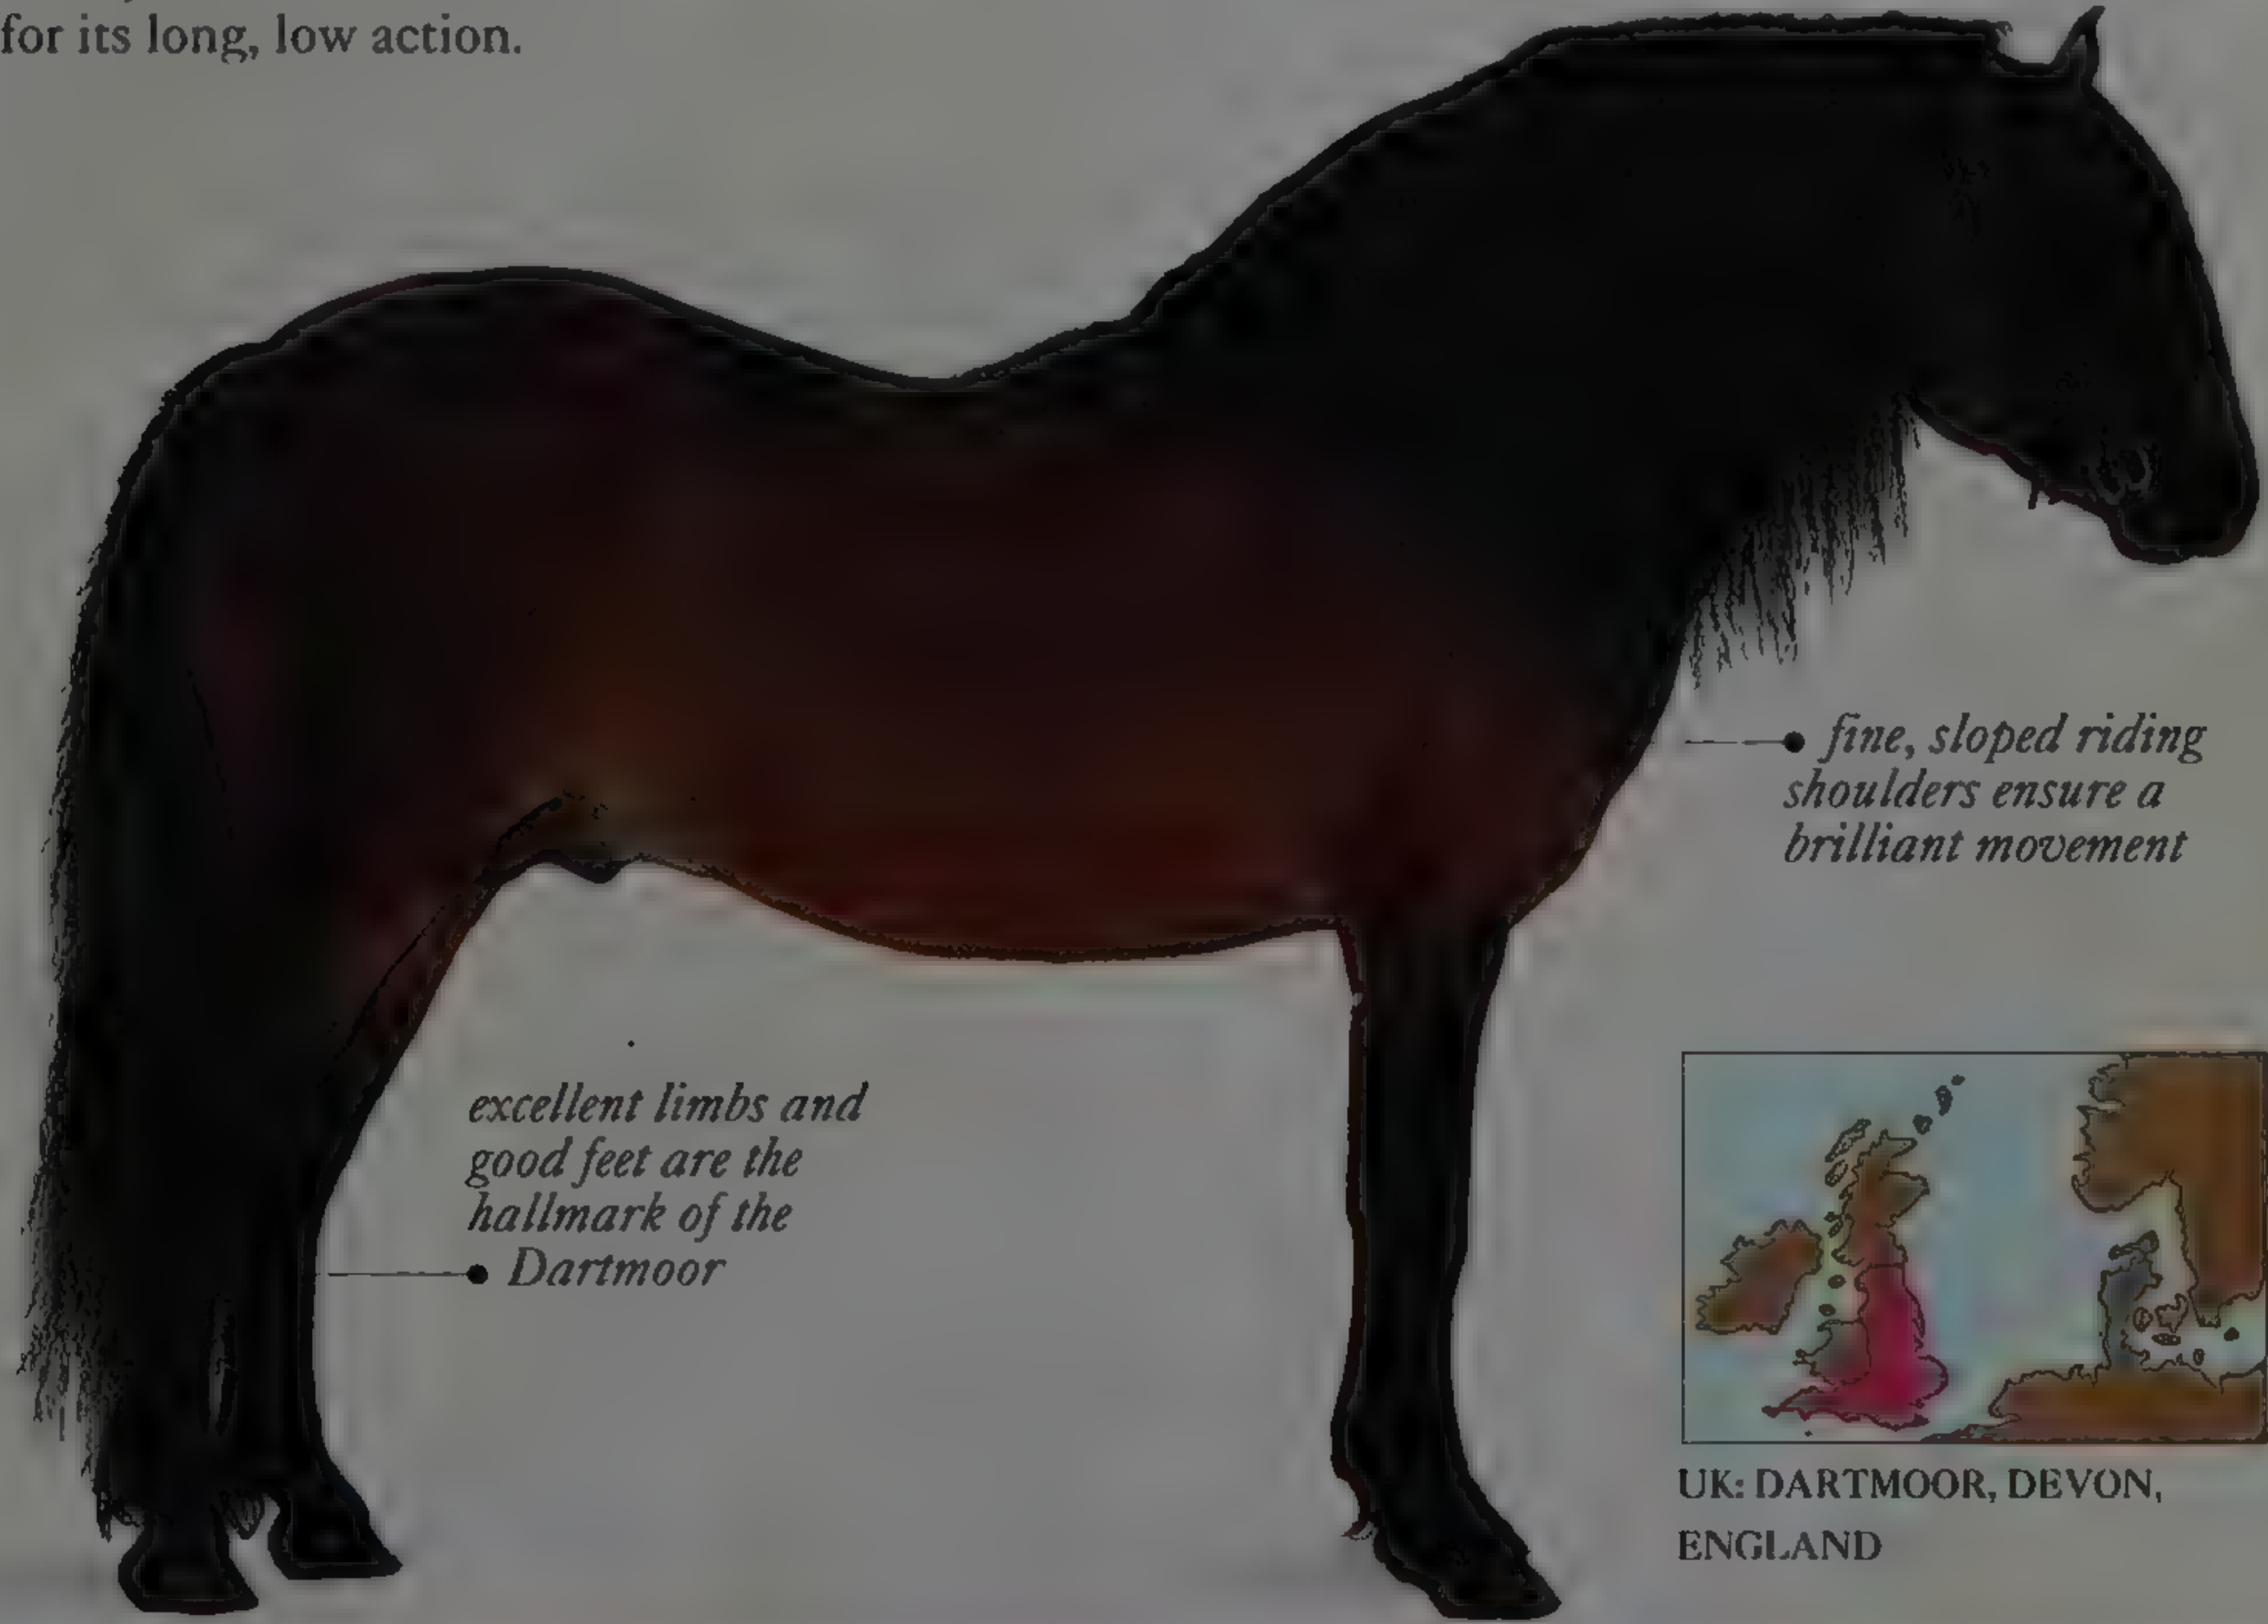 for its long, low action.
fine, sloped riding
shoulders ensure a
brilliant movement
excellent limbs and
good feet are the
hallmark of the
Dartmoor
UK: DARTMOOR, DEVON,
ENGLAND